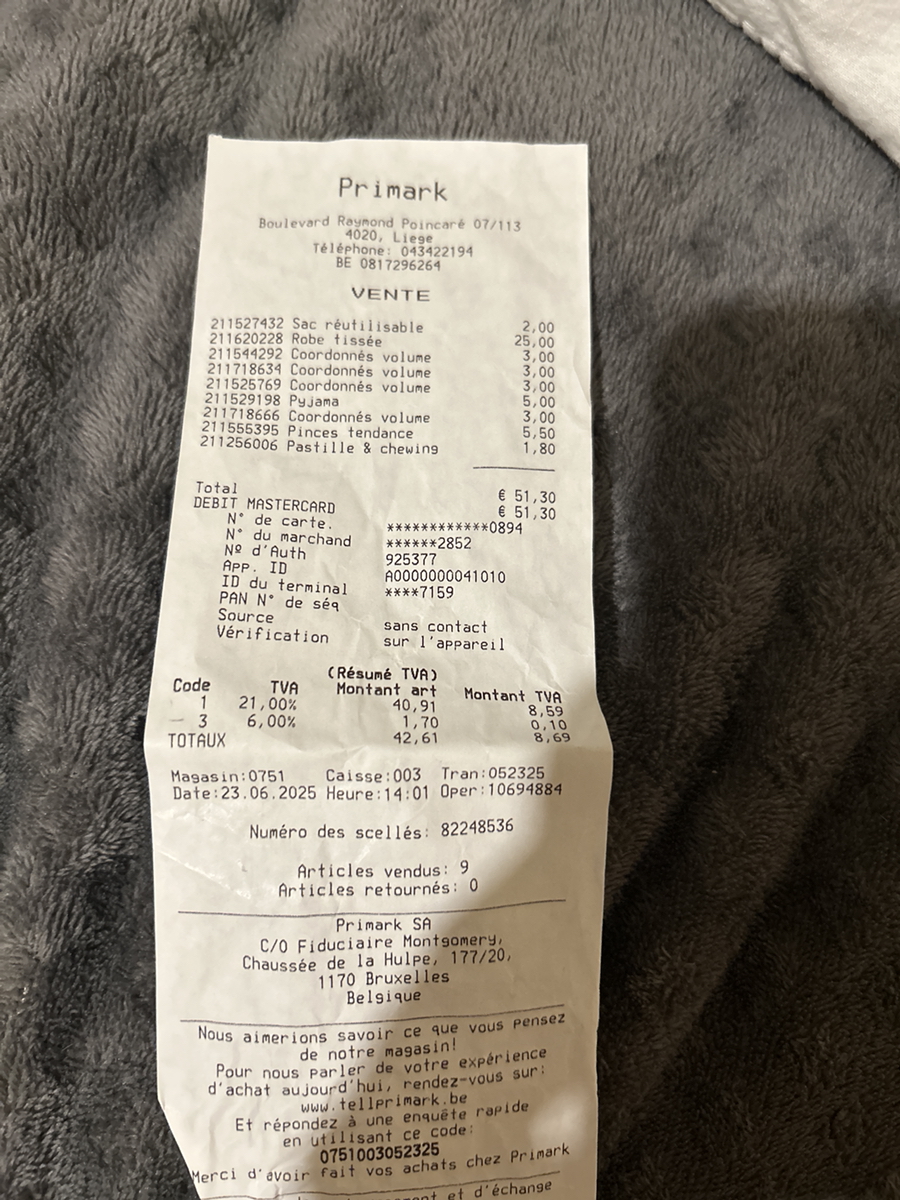 Primark
Boulevard Raymond Poincaré 07/113
4020, Liege
Téléphone: 043422194
BE 0817296264
VENTE
211527432 Sac réutilisable 2,00
211620228 Robe tissée 25,00
211544292 Coordonnés volume 3,00
211718634 Coordonnés volume 3,00
211525769 Coordonnés volume 3,00
211529198 Pyjama 5,00
211718666 Coordonnés volume 3,00
211555395 Pinces tendance 5,50
211256006 Pastille & chewing 1,80
Total € 51,30
DEBIT MASTERCARD € 51,30
N° de carte. ************0894
N° du marchand ******2852
Nº d'Auth 925377
App. ID A0000000041010
ID du terminal ****7159
PAN N° de séq
Source sans contact
Vérification sur l'appareil
(Résumé TVA)
Code TVA Montant art Montant TVA
1 21,00% 40,91 8,59
3 6,00% 1,70 0,10
TOTAUX 42,61 8,69
Magasin:0751 Caisse:003 Tran:052325
Date:23.06.2025 Heure:14:01 Oper:10694884
Numéro des scellés: 82248536
Articles vendus: 9
Articles retournés: 0
Primark SA
C/O Fiduciaire Montgomery,
Chaussée de la Hulpe, 177/20,
1170 Bruxelles
Belgique
Nous aimerions savoir ce que vous pensez
de notre magasin!
Pour nous parler de votre expérience
d'achat aujourd'hui, rendez-vous sur:
www.tellprimark.be
Et répondez à une enquête rapide
en utilisant ce code:
0751003052325
Merci d'avoir fait vos achats chez Primark
et d'échange